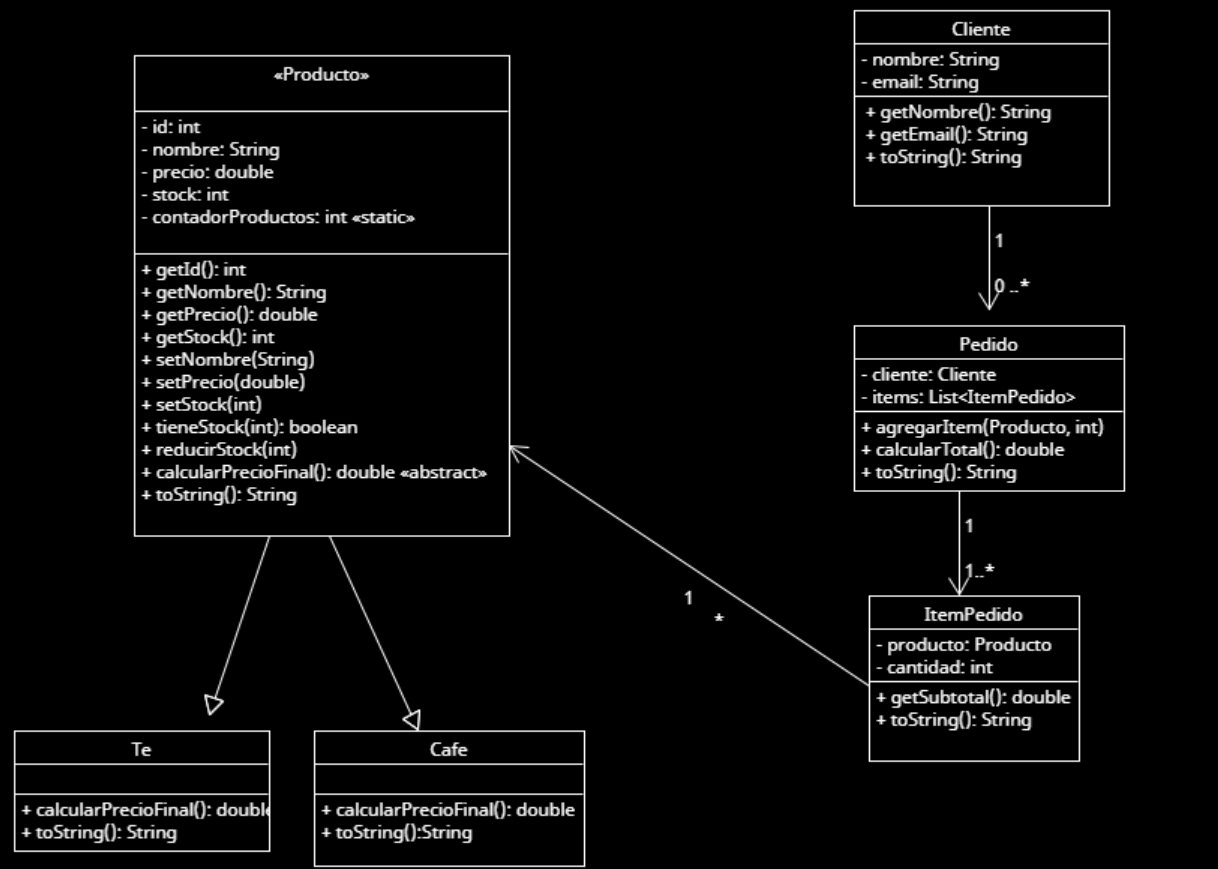 «Producto»
- id: int
- nombre: String
- precio: double
- stock: int
- contadorProductos: int «static»
+ getId(): int
+ getNombre(): String
+ getPrecio(): double
+ getStock(): int
+ setNombre(String)
+ setPrecio(double)
+ setStock(int)
+ tieneStock(int): boolean
+ reducirStock(int)
+ calcularPrecioFinal(): double «abstract»
+ toString(): String
Te
+ calcularPrecioFinal(): double
+ toString(): String
Cafe
+ calcularPrecioFinal(): double
+ toString():String
Cliente
- nombre: String
- email: String
+ getNombre(): String
+ getEmail(): String
+ toString(): String
1
0 ..*
Pedido
- cliente: Cliente
- items: List<ItemPedido>
+ agregarItem(Producto, int)
+ calcularTotal(): double
+ toString(): String
1
1..*
ItemPedido
- producto: Producto
- cantidad: int
+ getSubtotal(): double
+ toString(): String
1
*